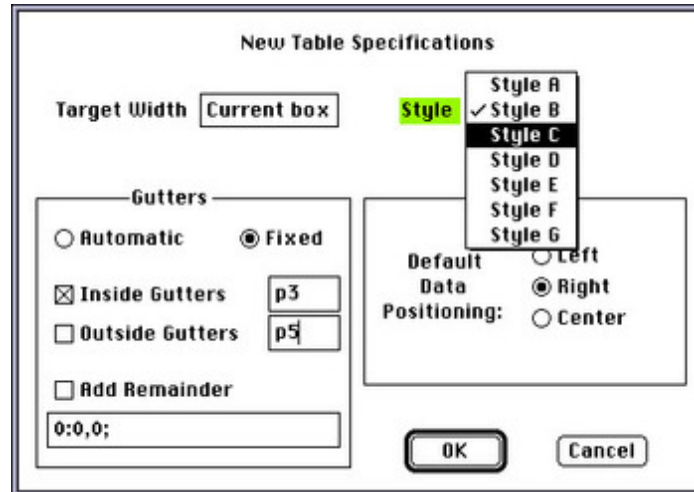 New Table Specifications
Target Width Current box
Style
Style A
✓Style B
Style C
Style D
Style E
Style F
Style G
Gutters
Automatic Fixed
Inside Gutters p3
Outside Gutters p5
Add Remainder
0:0,0;
Default Data Positioning:
Left
Right
Center
OK Cancel